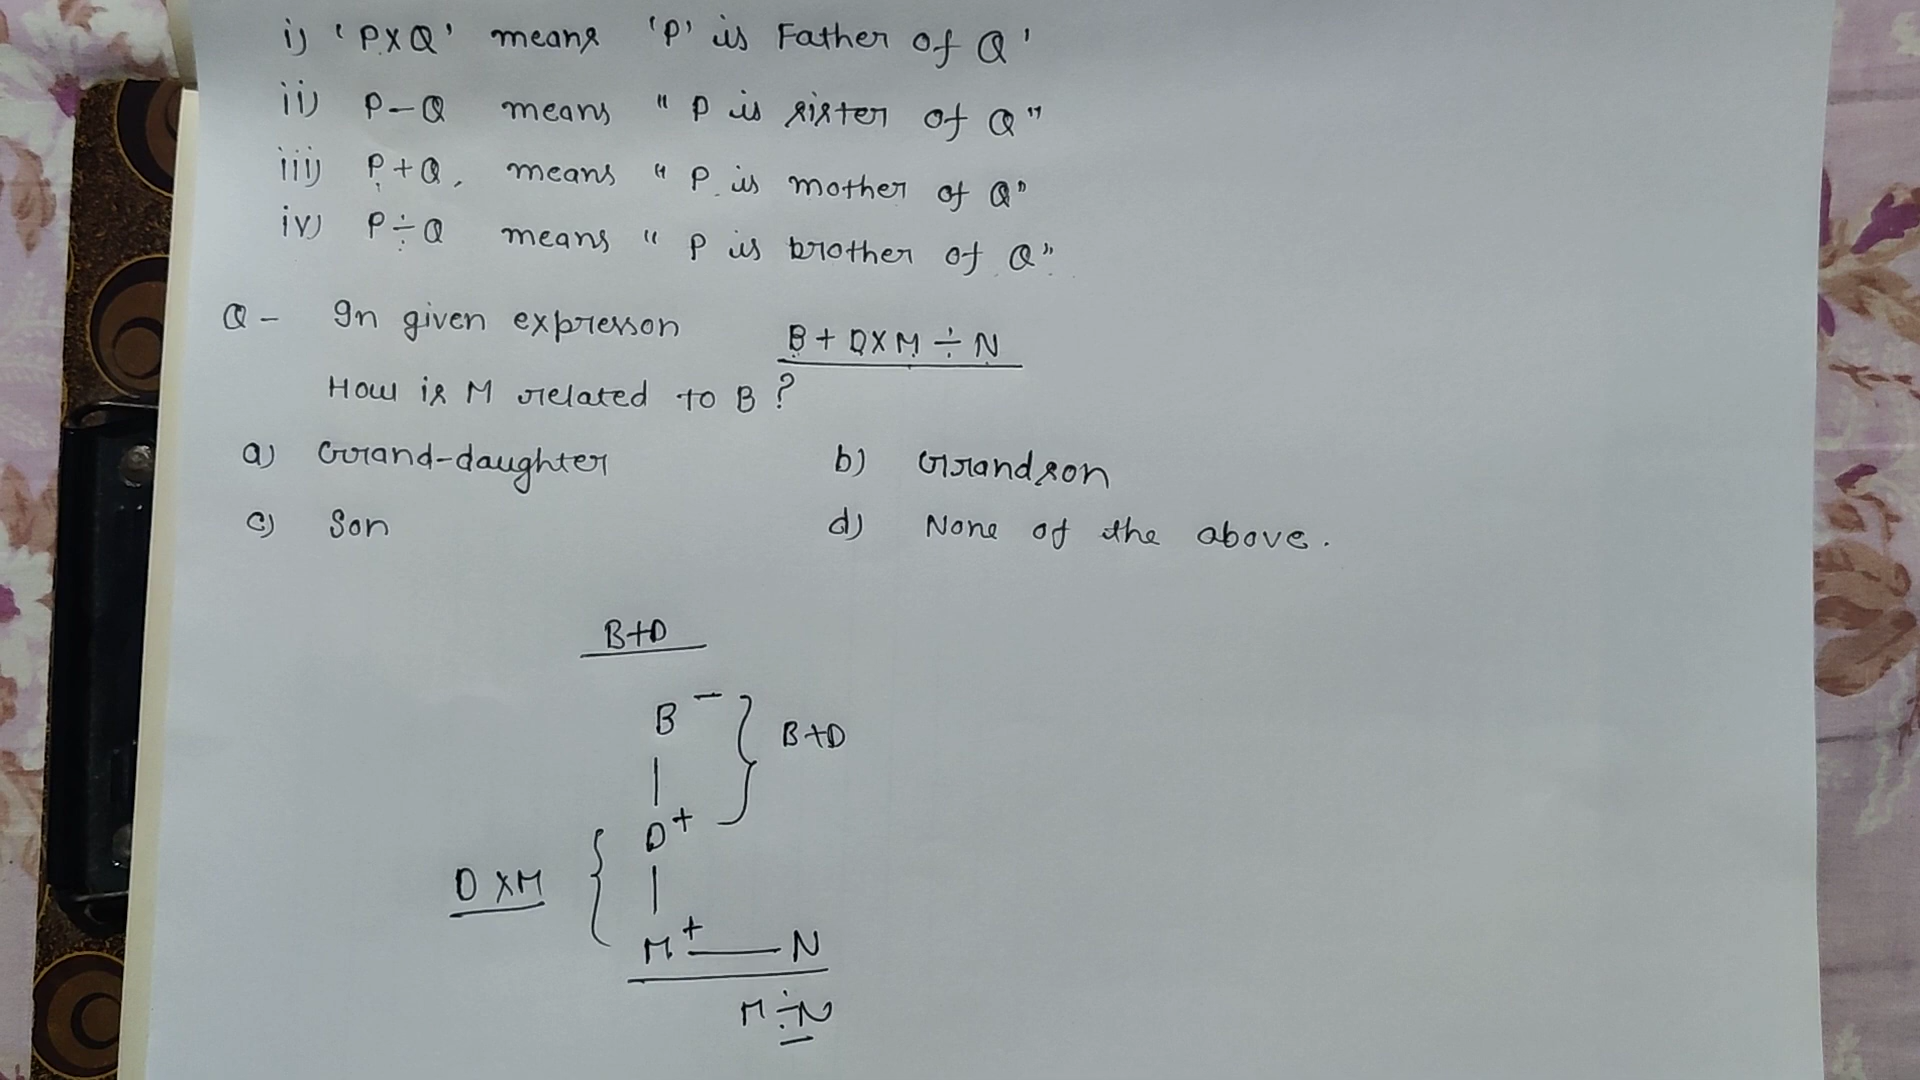 i) 'P×Q' means 'P' is Father of Q'
ii) P-Q means "P is sister of Q"
iii) P+Q, means "P is mother of Q"
iv) P÷Q means "P is brother of Q"
Q- In given expresson B+D×M÷N
How is M related to B?
a) Grand-daughter b) Grandson
c) Son d) None of the above.
B+D
B -
B+D
D +
D×M
M + N
M÷N